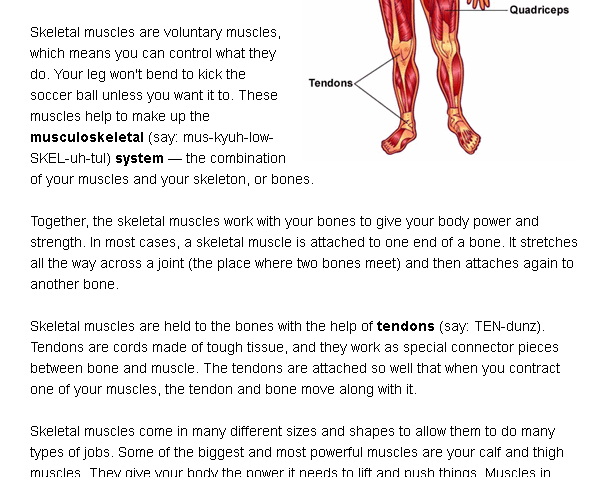 Quadriceps
Skeletal muscles are voluntary muscles,
which means you can control what they
do. Your leg won't bend to kick the
soccer ball unless you want it to. These
muscles help to make up the
musculoskeletal (say: mus-kyuh-low-
SKEL-uh-tul) system — the combination
of your muscles and your skeleton, or bones.
Tendons
Together, the skeletal muscles work with your bones to give your body power and
strength. In most cases, a skeletal muscle is attached to one end of a bone. It stretches
all the way across a joint (the place where two bones meet) and then attaches again to
another bone.
Skeletal muscles are held to the bones with the help of tendons (say: TEN-dunz).
Tendons are cords made of tough tissue, and they work as special connector pieces
between bone and muscle. The tendons are attached so well that when you contract
one of your muscles, the tendon and bone move along with it.
Skeletal muscles come in many different sizes and shapes to allow them to do many
types of jobs. Some of the biggest and most powerful muscles are your calf and thigh
muscles. They give your body the power it needs to lift and push things. Muscles in